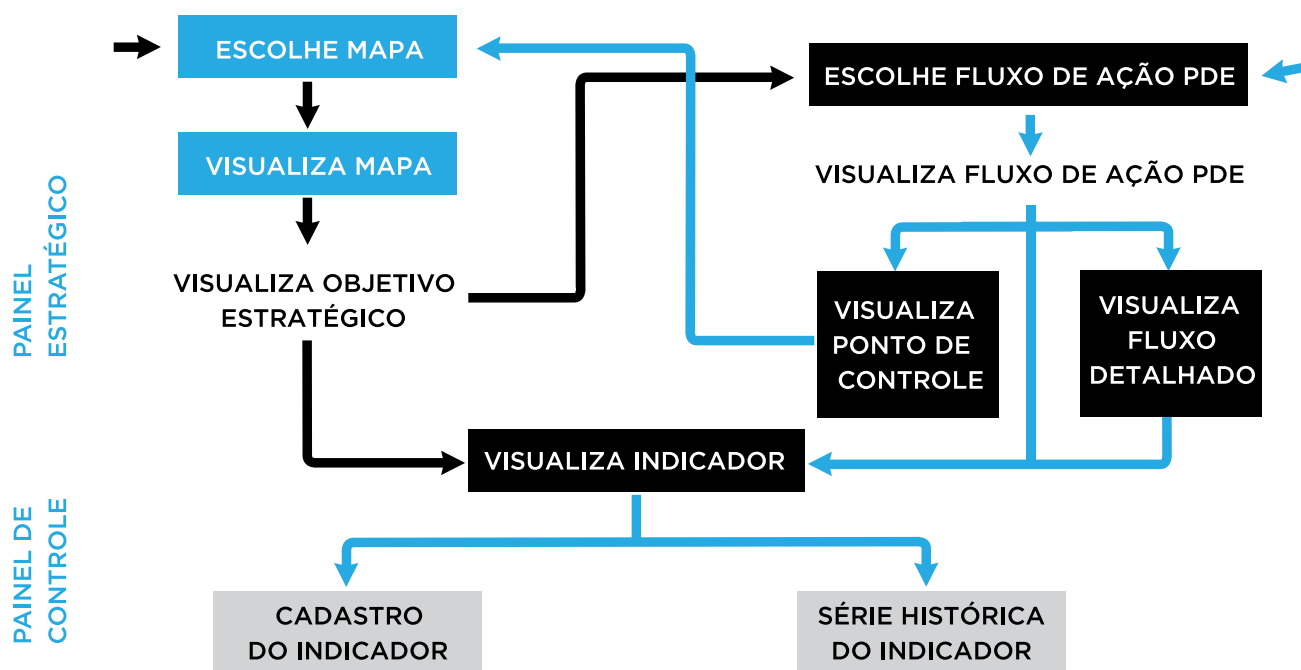 ESCOLHE MAPA
VISUALIZA MAPA
VISUALIZA OBJETIVO
ESTRATÉGICO
ESCOLHE FLUXO DE AÇÃO PDE
VISUALIZA FLUXO DE AÇÃO PDE
VISUALIZA
PONTO DE
CONTROLE
VISUALIZA
FLUXO
DETALHADO
PAINEL
ESTRATÉGICO
VISUALIZA INDICADOR
PAINEL DE
CONTROLE
CADASTRO
DO INDICADOR
SÉRIE HISTÓRICA
DO INDICADOR